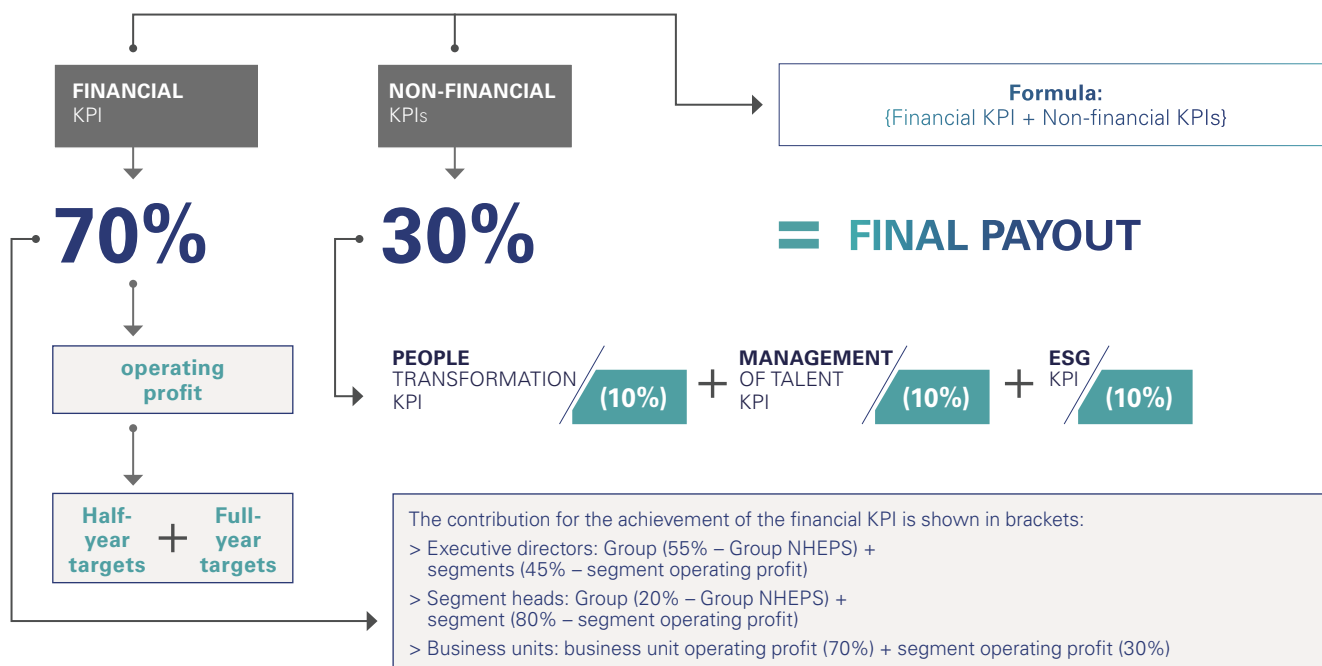 FINANCIAL
KPI
NON-FINANCIAL
KPIs
Formula:
{Financial KPI + Non-financial KPIs}
70%
30%
= FINAL PAYOUT
operating
profit
PEOPLE
TRANSFORMATION
KPI
(10%)
+
MANAGEMENT
OF TALENT
KPI
(10%)
+
ESG
KPI
(10%)
Half-
year
targets
+
Full-
year
targets
The contribution for the achievement of the financial KPI is shown in brackets:
> Executive directors: Group (55% – Group NHEPS) +
segments (45% – segment operating profit)
> Segment heads: Group (20% – Group NHEPS) +
segment (80% – segment operating profit)
> Business units: business unit operating profit (70%) + segment operating profit (30%)